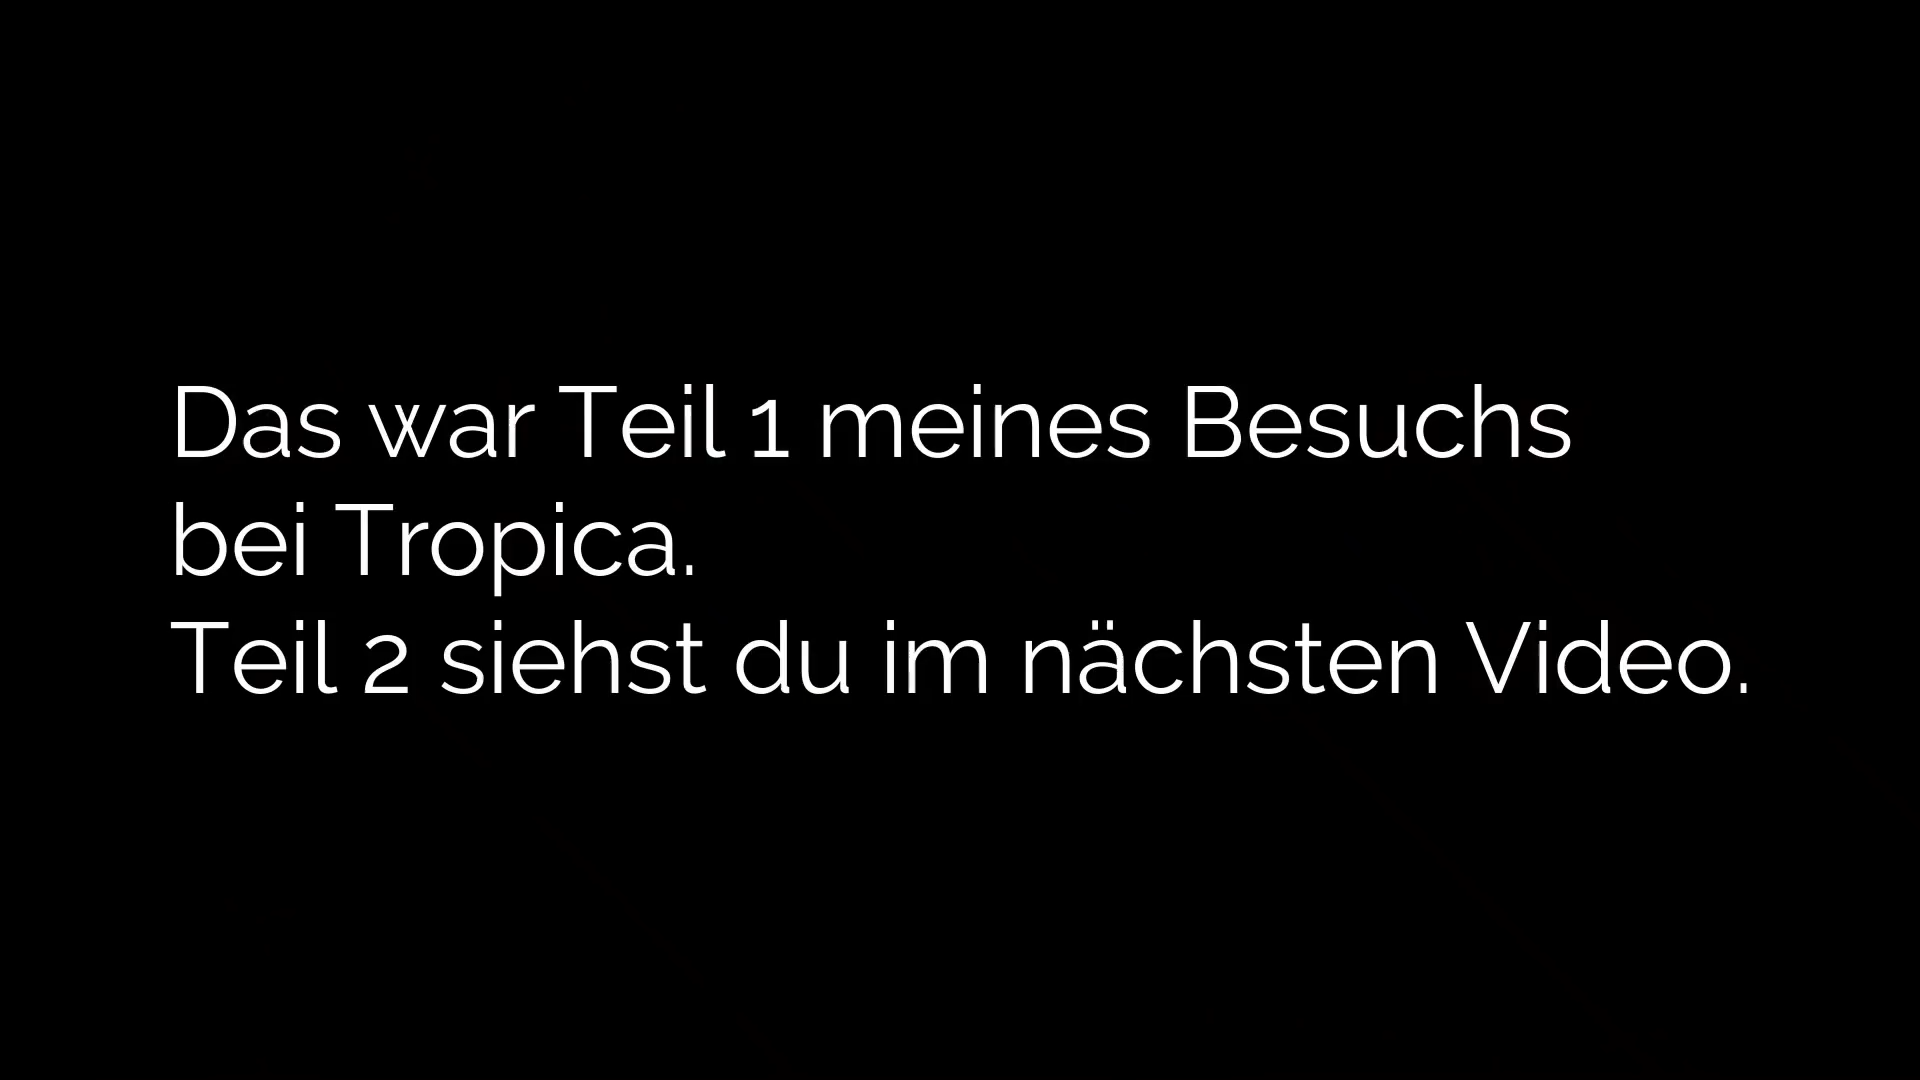 Das war Teil 1 meines Besuchs
bei Tropica.
Teil 2 siehst du im nächsten Video.